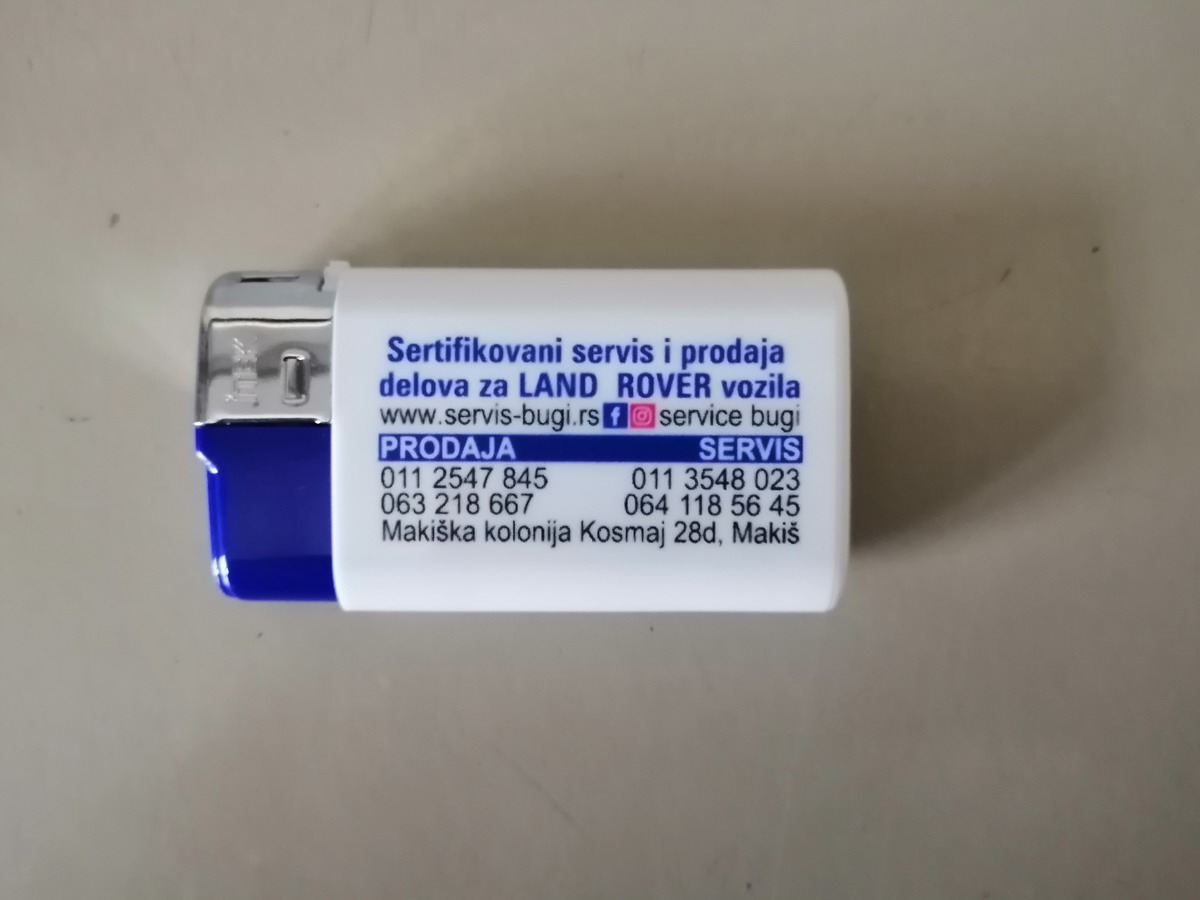 Sertifikovani servis i prodaja
delova za LAND ROVER vozila
www.servis-bugi.rs f service bugi
PRODAJA SERVIS
011 2547 845 011 3548 023
063 218 667 064 118 56 45
Makiška kolonija Kosmaj 28d, Makiš